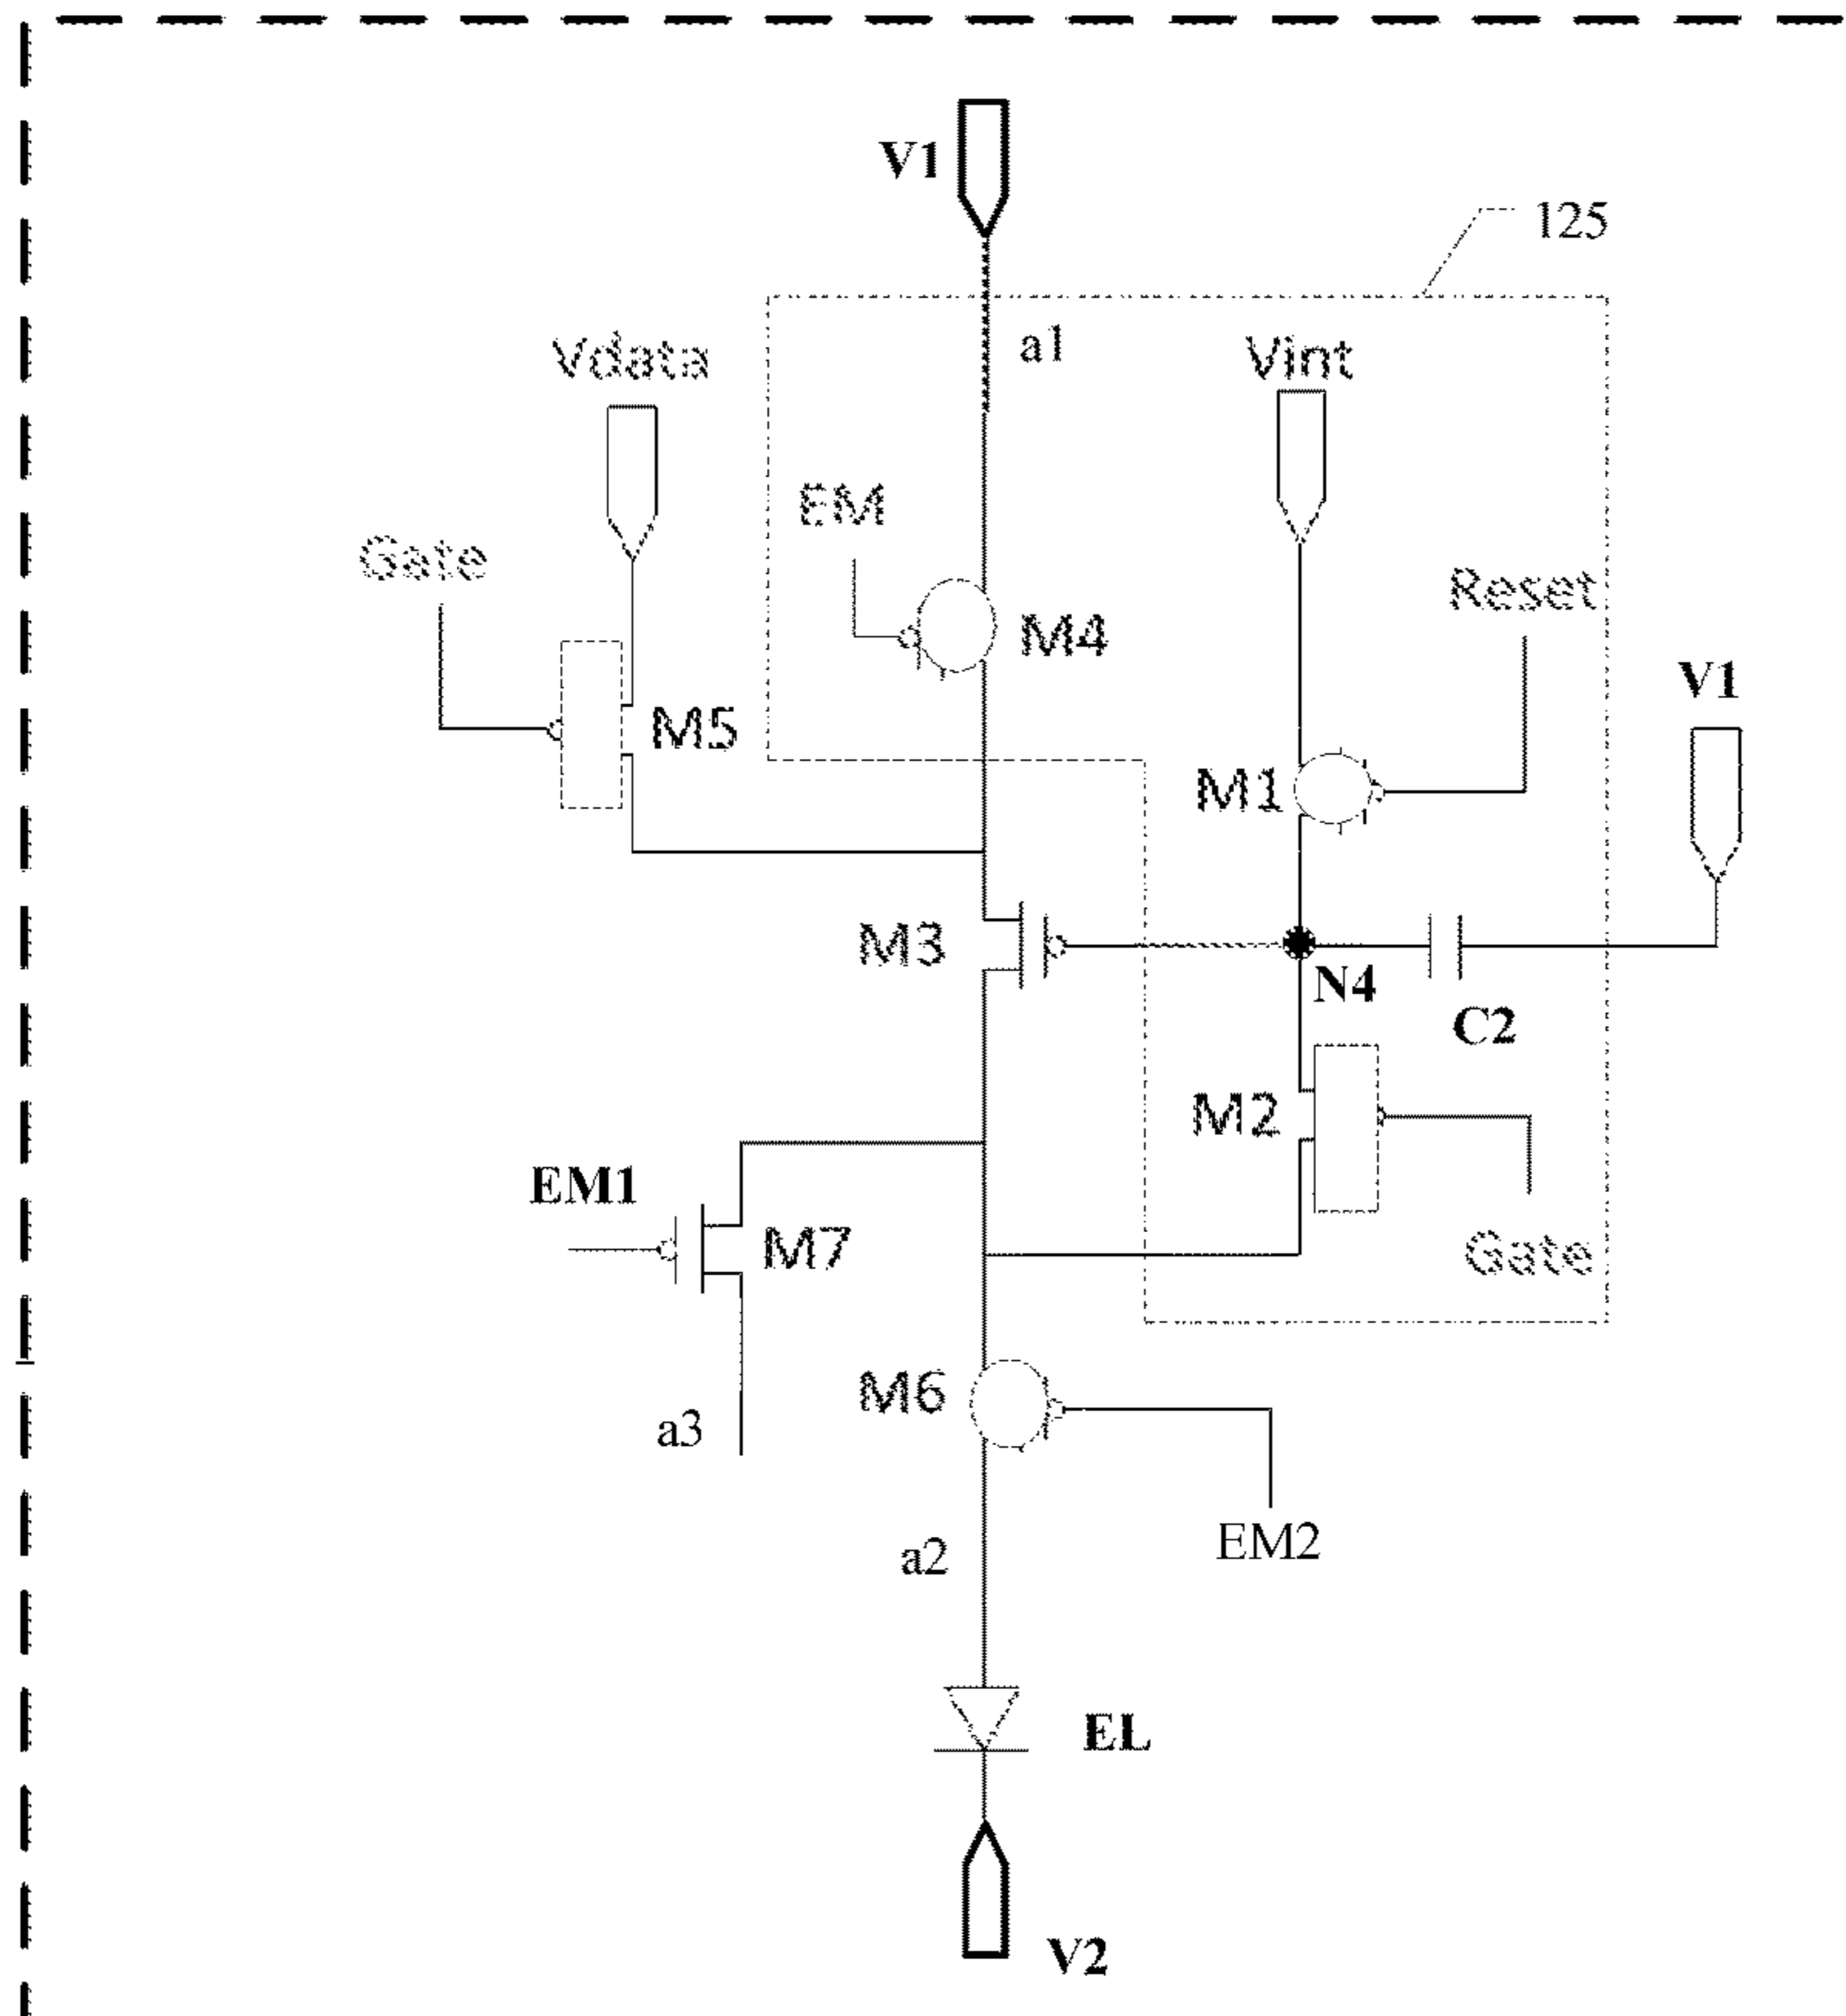 V1
125
a1
Vdata
Vint
EM
Gate
Reset
M4
V1
M5
M1
M3
N4
C2
M2
EM1
M7
Gate
M6
a3
EM2
a2
EL
V2